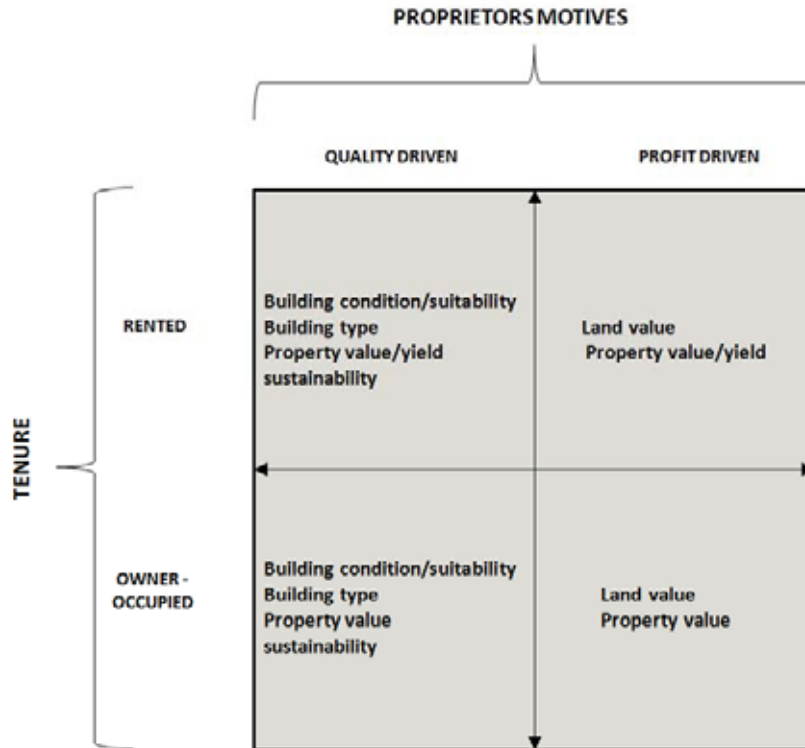 PROPRIETORS MOTIVES
QUALITY DRIVEN
PROFIT DRIVEN
TENURE
RENTED
Building condition/suitability
Building type
Property value/yield
sustainability
Land value
Property value/yield
OWNER -
OCCUPIED
Building condition/suitability
Building type
Property value
sustainability
Land value
Property value